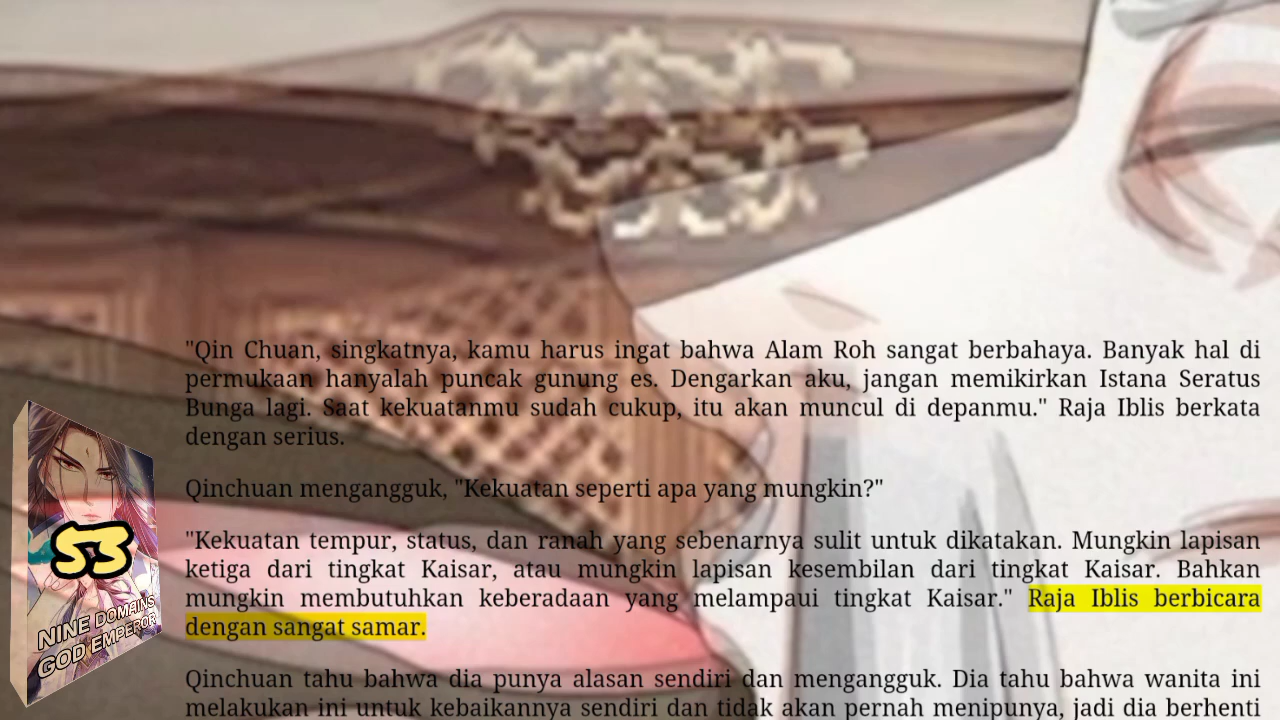 "Qin Chuan, singkatnya, kamu harus ingat bahwa Alam Roh sangat berbahaya. Banyak hal di
permukaan hanyalah puncak gunung es. Dengarkan aku, jangan memikirkan Istana Seratus
Bunga lagi. Saat kekuatanmu sudah cukup, itu akan muncul di depanmu." Raja Iblis berkata
dengan serius.
Qinchuan mengangguk, "Kekuatan seperti apa yang mungkin?"
"Kekuatan tempur, status, dan ranah yang sebenarnya sulit untuk dikatakan. Mungkin lapisan
ketiga dari tingkat Kaisar, atau mungkin lapisan kesembilan dari tingkat Kaisar. Bahkan
mungkin membutuhkan keberadaan yang melampaui tingkat Kaisar." Raja Iblis berbicara
dengan sangat samar.
Qinchuan tahu bahwa dia punya alasan sendiri dan mengangguk. Dia tahu bahwa wanita ini
melakukan ini untuk kebaikannya sendiri dan tidak akan pernah menipunya, jadi dia berhenti
53
NINE DOMAINS
GOD EMPEROR